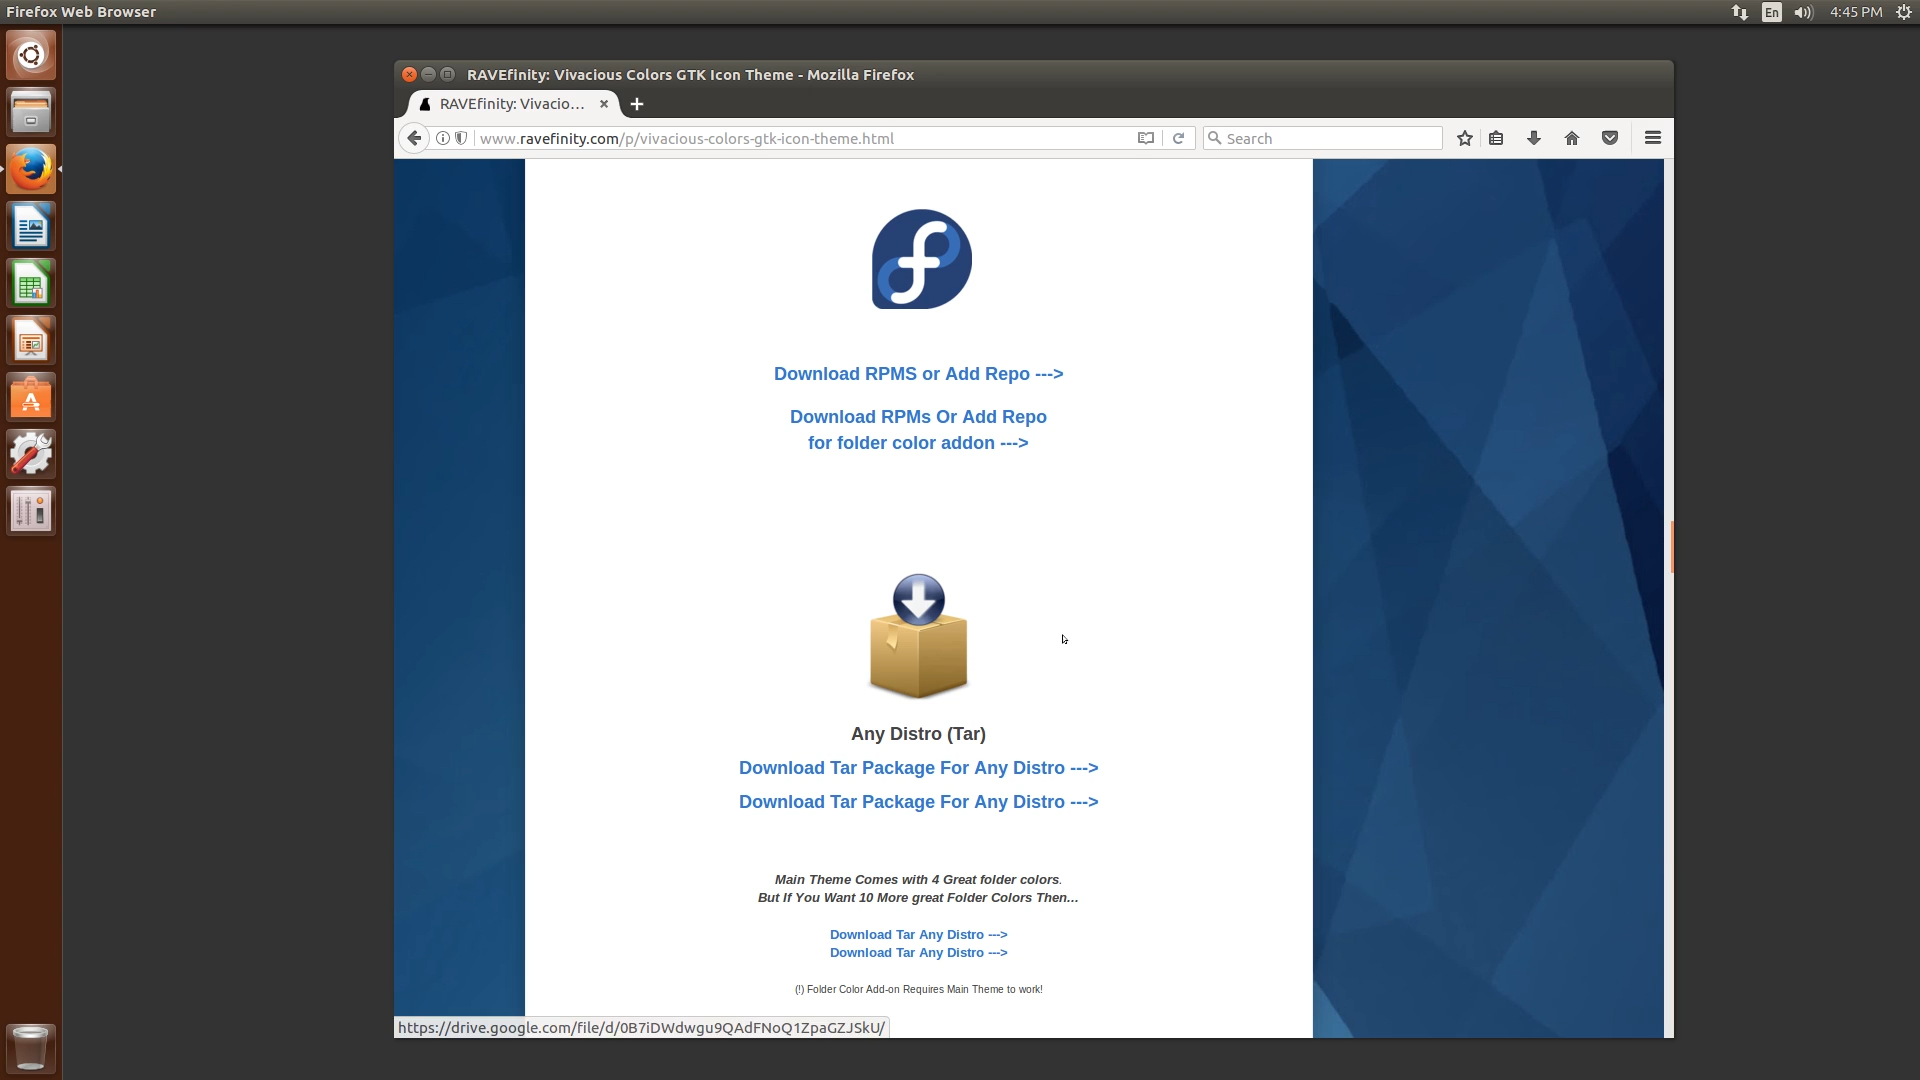 Firefox Web Browser
En
4:45 PM
RAVEfinity: Vivacious Colors GTK Icon Theme - Mozilla Firefox
RAVEfinity: Vivacio...
www.ravefinity.com/p/vivacious-colors-gtk-icon-theme.html
Search
Download RPMS or Add Repo --->
Download RPMs Or Add Repo
for folder color addon --->
Any Distro (Tar)
Download Tar Package For Any Distro --->
Download Tar Package For Any Distro --->
Main Theme Comes with 4 Great folder colors.
But If You Want 10 More great Folder Colors Then...
Download Tar Any Distro --->
Download Tar Any Distro --->
(!) Folder Color Add-on Requires Main Theme to work!
https://drive.google.com/file/d/0B7iDWdwgu9QAdFNoQ1ZpaGZJSkU/